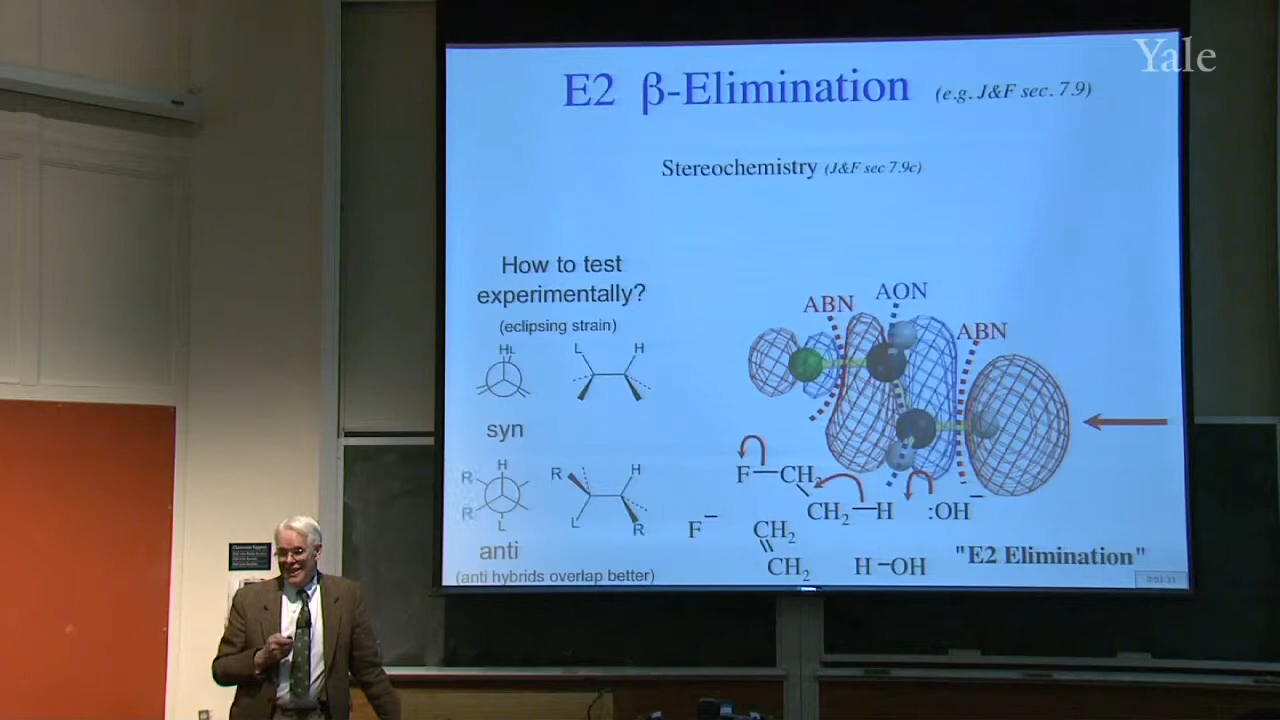 Yale
E2 β-Elimination (e.g. J&F sec. 7.9)
Stereochemistry (J&F sec 7.9c)
How to test
experimentally?
(eclipsing strain)
HL
L H
syn
H
R
R
L
anti
R H
L R
(anti hybrids overlap better)
ABN AON ABN
F—CH2
CH2—H :OH−
F− CH2
CH2 H−OH
"E2 Elimination"